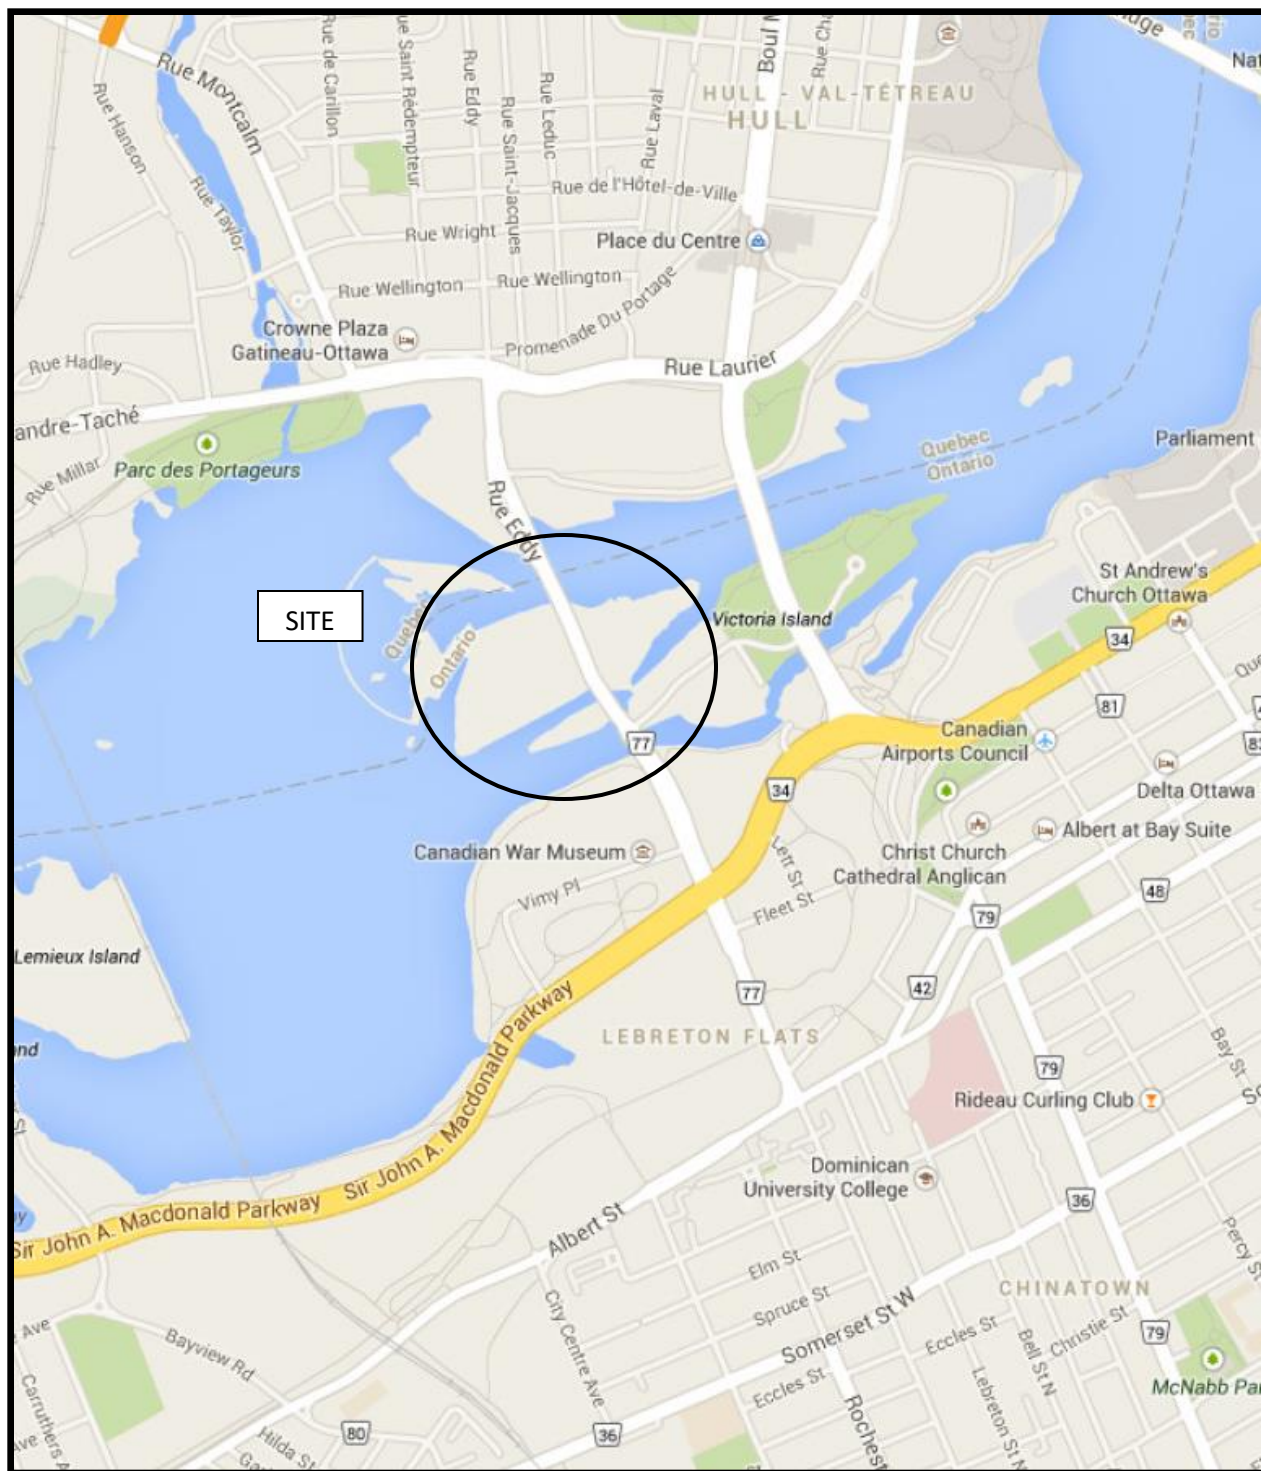 Rue Montcalm
Rue Hanson
Rue Taylor
Rue de Carillon
Rue Eddy
Rue Saint-Jacques
Rue Leduc
Rue Laval
HULL - VAL-TÉTREAU
HULL
Rue de l'Hôtel-de-Ville
Rue Wright
Place du Centre
Rue Wellington
Rue Wellington
Promenade Du Portage
Crowne Plaza
Gatineau-Ottawa
Rue Hadley
Rue Laurier
andre-Taché
Rue Millar
Parc des Portageurs
Quebec
Ontario
Parliament
Rue Eddy
St Andrew's
Church Ottawa
SITE
Quebec
Ontario
Victoria Island
34
81
77
Canadian
Airports Council
34
Delta Ottawa
Albert at Bay Suite
Canadian War Museum
Christ Church
Cathedral Anglican
Lett St
Vimy Pl
Fleet St
48
79
Lemieux Island
42
77
LEBRETON FLATS
Bay St
79
Rideau Curling Club
Sir John A. Macdonald Parkway
Dominican
University College
36
Sir John A. Macdonald Parkway
Albert St
Elm St
Percy St
CHINATOWN
Spruce St
Somerset St W
Eccles St
Bell St N
Christie St
79
City Centre Ave
Bayview Rd
Eccles St
McNabb Par
Carruthers A
Lebreton St N
Rochest
80
36
Hilda St